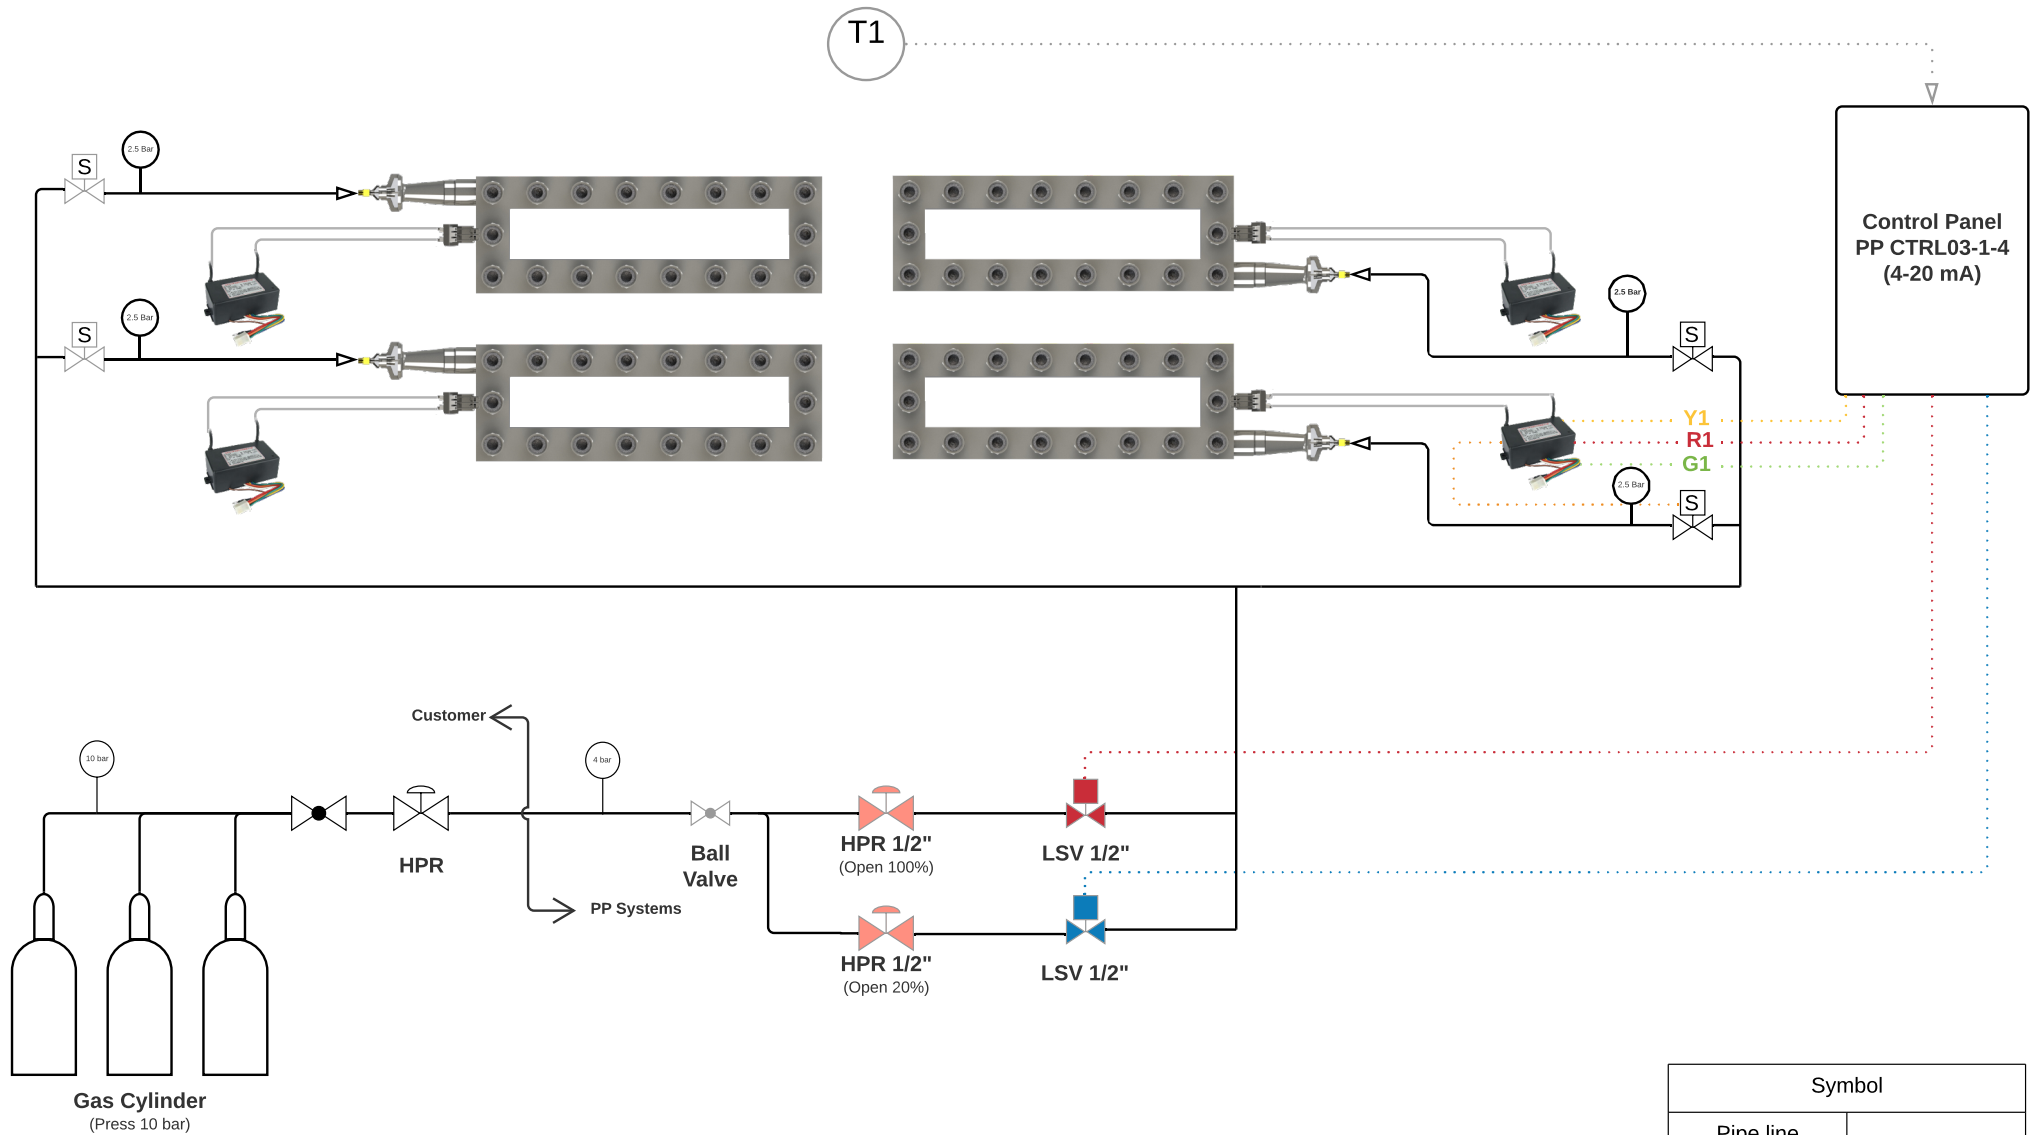 T1
2.5 Bar
S
Control Panel
PP CTRL03-1-4
(4-20 mA)
2.5 Bar
2.5 Bar
S
S
Y1
R1
G1
2.5 Bar
S
Customer
10 bar
4 bar
HPR
Ball
Valve
HPR 1/2"
(Open 100%)
LSV 1/2"
PP Systems
HPR 1/2"
(Open 20%)
LSV 1/2"
Gas Cylinder
(Press 10 bar)
Symbol
Pipe line